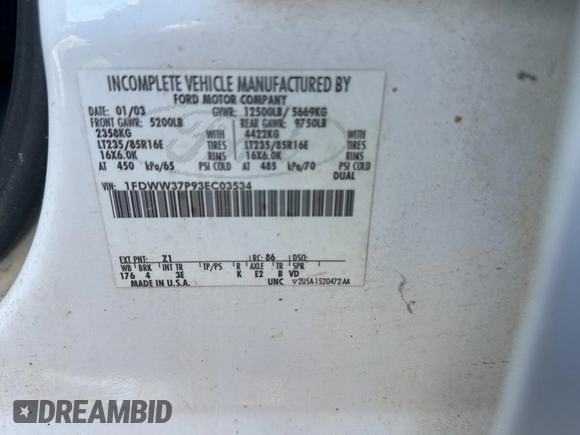 INCOMPLETE VEHICLE MANUFACTURED BY
FORD MOTOR COMPANY
DATE: 01/03 GVWR: 12500LB/ 5669KG
FRONT GAWR: 5200LB REAR GAWR: 9750LB
2358KG WITH 4422KG WITH
LT235/85R16E TIRES LT235/85R16E TIRES
16X6.0K RIMS 16X6.0K RIMS
AT 450 kPa/65 PSI COLD AT 485 kPa/70 PSI COLD
DUAL
VIN: 1FDWW37P93EC03534
EXT PNT: Z1 RC: 86 DSO:
WB BRK INT TR TP/PS R AXLE TR SPR
176 4 3E K E2 B VD
MADE IN U.S.A. UNC
DREAMBID